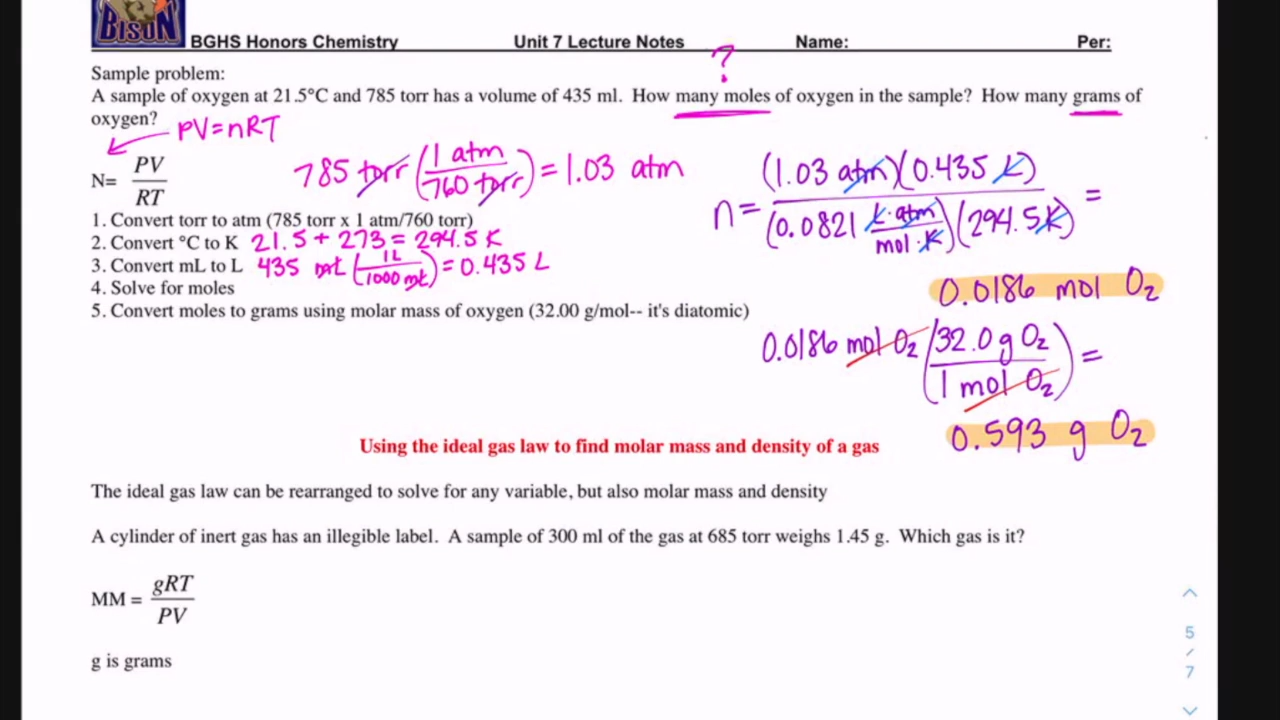 BISON
BGHS Honors Chemistry Unit 7 Lecture Notes Name: Per:
?
Sample problem:
A sample of oxygen at 21.5°C and 785 torr has a volume of 435 ml. How many moles of oxygen in the sample? How many grams of
oxygen?
PV=nRT
N= PV
RT
785 torr (1 atm / 760 torr) = 1.03 atm
n= (1.03 atm)(0.435 L) / (0.0821 L·atm / mol·K)(294.5K) =
1. Convert torr to atm (785 torr x 1 atm/760 torr)
2. Convert °C to K 21.5 + 273 = 294.5 K
3. Convert mL to L 435 mL (1L / 1000 mL) = 0.435 L
4. Solve for moles
0.0186 mol O₂
5. Convert moles to grams using molar mass of oxygen (32.00 g/mol-- it's diatomic)
0.0186 mol O₂ (32.0 g O₂ / 1 mol O₂) =
0.593 g O₂
Using the ideal gas law to find molar mass and density of a gas
The ideal gas law can be rearranged to solve for any variable, but also molar mass and density
A cylinder of inert gas has an illegible label. A sample of 300 ml of the gas at 685 torr weighs 1.45 g. Which gas is it?
MM = gRT
PV
g is grams
5
/
7